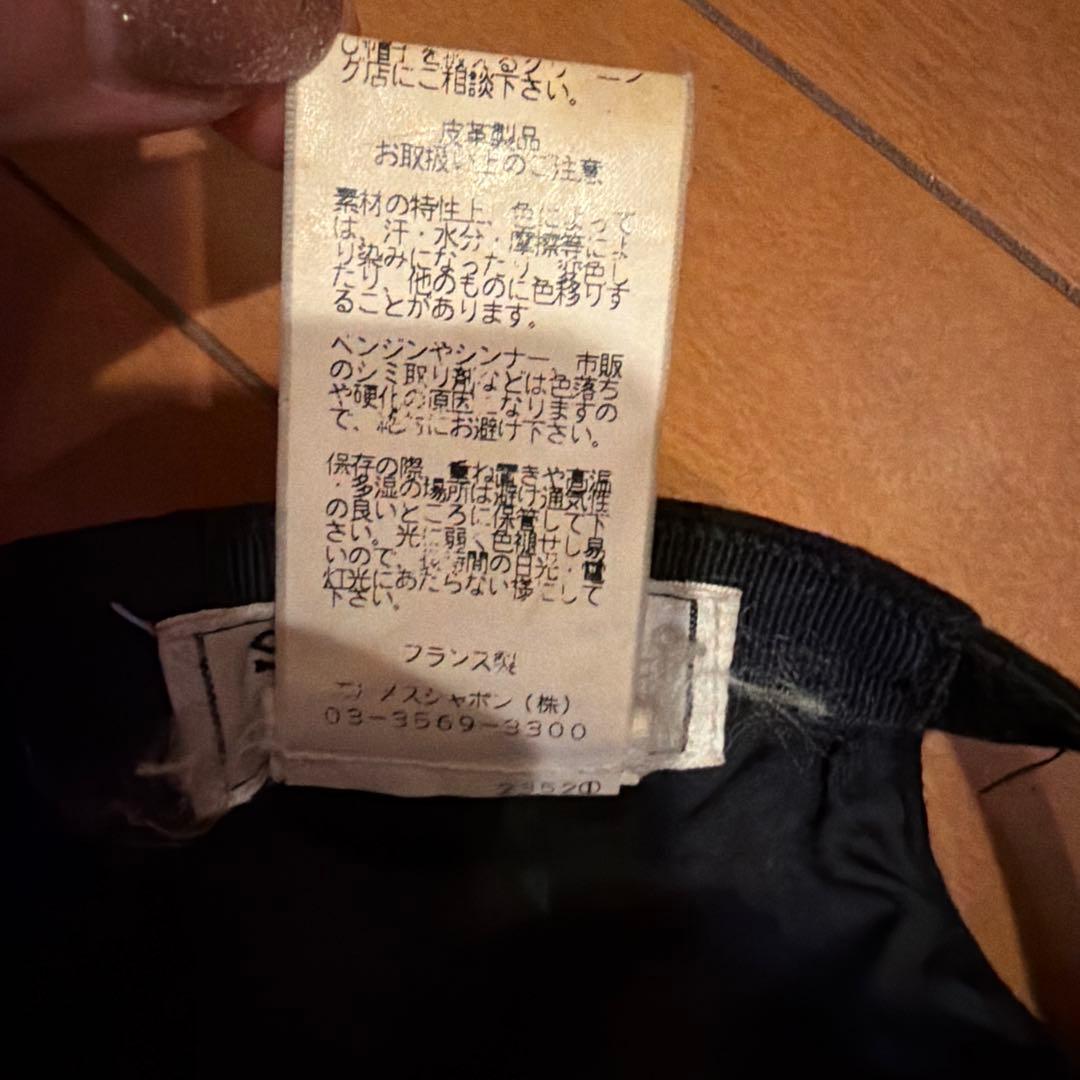 グ店にご相談下さい。
皮革製品
お取扱い上のご注意
素材の特性上、色によって
は、汗・水分・摩擦等によ
り染みになったり、変色し
たり、他のものに色移りす
ることがあります。
ベンジンやシンナー、市販
のシミ取り剤などは色落ち
や硬化の原因になりますの
で、絶対にお避け下さい。
保存の際、重ね置きや高温
・多湿の場所は避け通気性
の良いところに保管して下
さい。光に弱く色褪せし易
いので、長時間の日光・電
灯光にあたらない様にして
下さい。
フランス製
ノスジャポン(株)
03-3569-3300